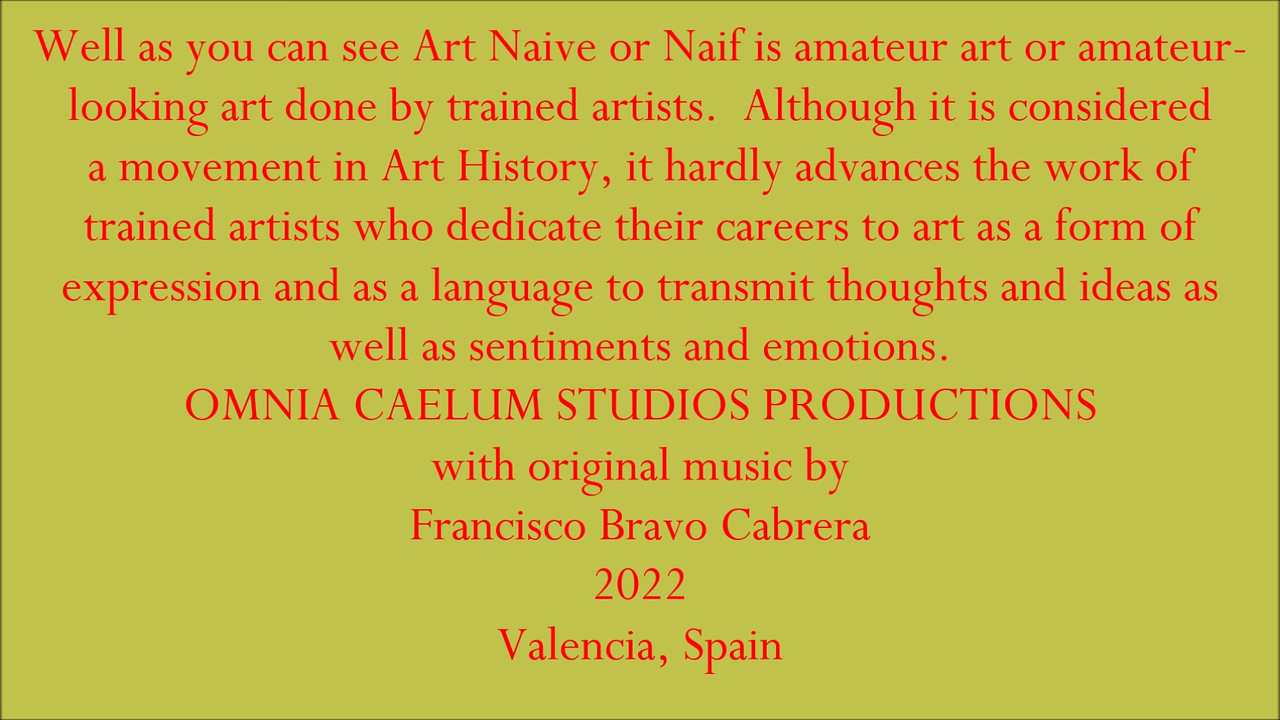 Well as you can see Art Naive or Naif is amateur art or amateur-
looking art done by trained artists.  Although it is considered
a movement in Art History, it hardly advances the work of
trained artists who dedicate their careers to art as a form of
expression and as a language to transmit thoughts and ideas as
well as sentiments and emotions.
OMNIA CAELUM STUDIOS PRODUCTIONS
with original music by
Francisco Bravo Cabrera
2022
Valencia, Spain